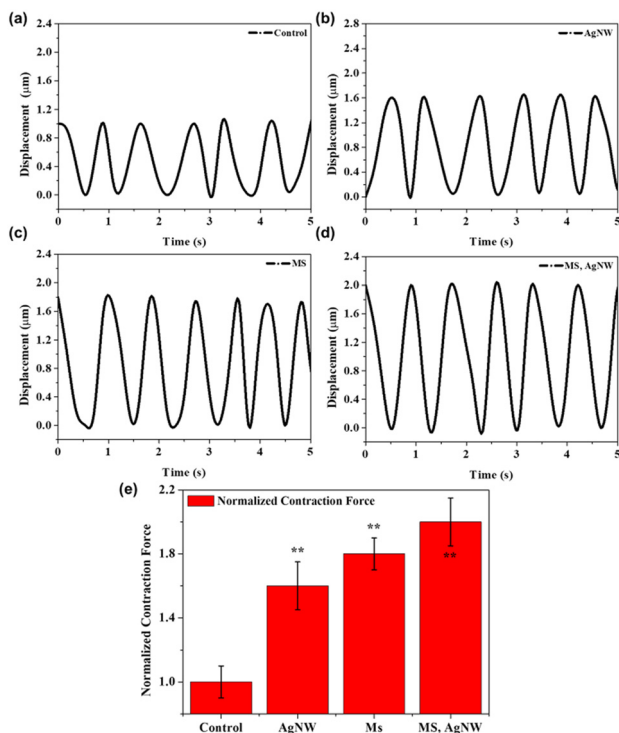 (a)
Control
Displacement (μm)
2.4
2.0
1.6
1.2
0.8
0.4
0.0
0 1 2 3 4 5
Time (s)
(b)
AgNW
Displacement (μm)
2.8
2.4
2.0
1.6
1.2
0.8
0.4
0.0
0 1 2 3 4 5
Time (s)
(c)
MS
Displacement (μm)
2.4
2.0
1.6
1.2
0.8
0.4
0.0
0 1 2 3 4 5
Time (s)
(d)
MS, AgNW
Displacement (μm)
2.4
2.0
1.6
1.2
0.8
0.4
0.0
0 1 2 3 4 5
Time (s)
(e)
Normalized Contraction Force
Normalized Contraction Force
2.2
1.8
1.4
1.0
**
**
**
Control AgNW Ms MS, AgNW